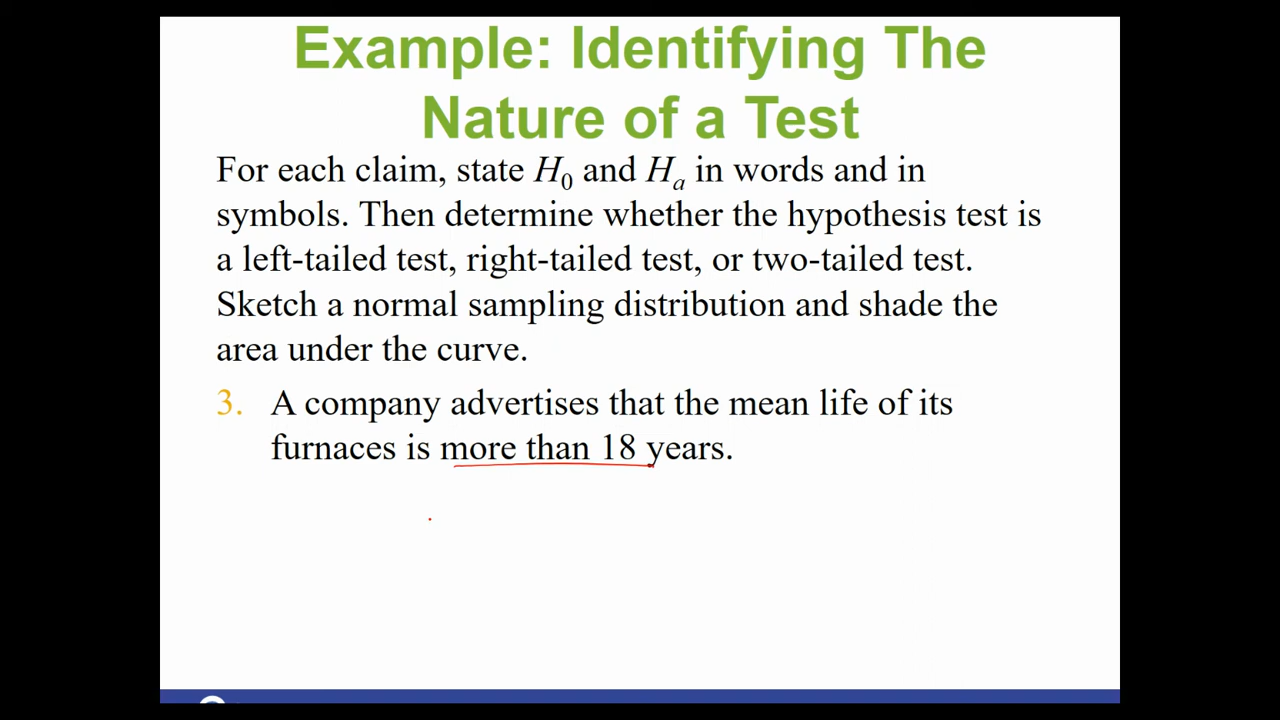 Example: Identifying The
Nature of a Test
For each claim, state H₀ and Hₐ in words and in
symbols. Then determine whether the hypothesis test is
a left-tailed test, right-tailed test, or two-tailed test.
Sketch a normal sampling distribution and shade the
area under the curve.
3. A company advertises that the mean life of its
furnaces is more than 18 years.